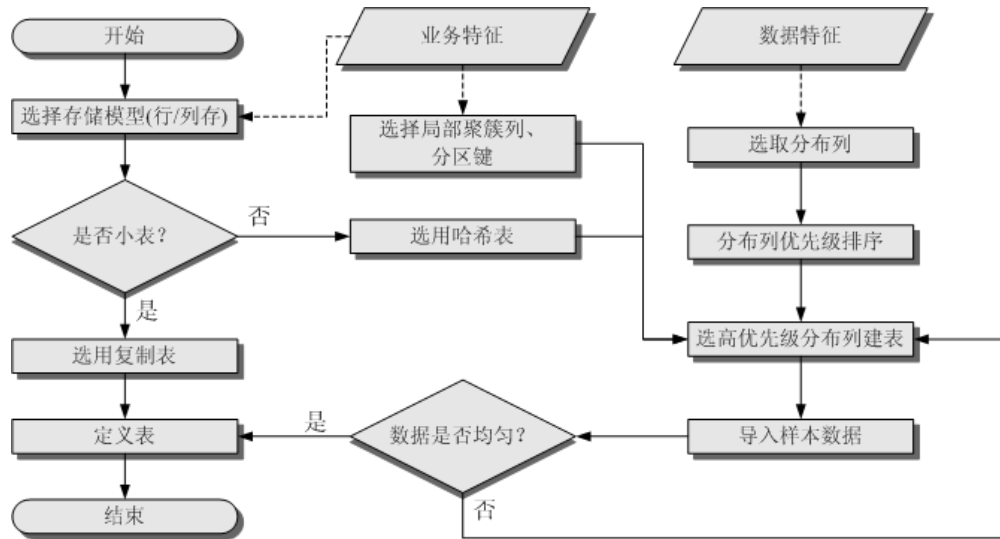 开始
业务特征
数据特征
选择存储模型(行/列存)
选择局部聚簇列、
分区键
选取分布列
是否小表?
否
选用哈希表
分布列优先级排序
是
选用复制表
选高优先级分布列建表
定义表
是
数据是否均匀?
导入样本数据
否
结束